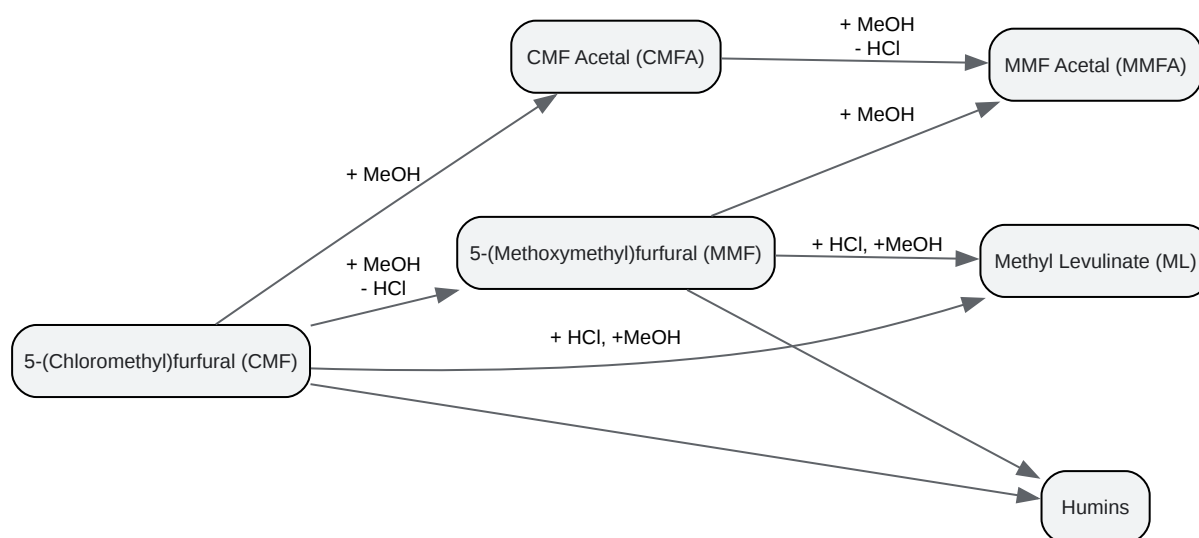 + MeOH
- HCl
CMF Acetal (CMFA)
MMF Acetal (MMFA)
+ MeOH
+ MeOH
5-(Methoxymethyl)furfural (MMF)
+ HCl, +MeOH
Methyl Levulinate (ML)
+ MeOH
- HCl
+ HCl, +MeOH
5-(Chloromethyl)furfural (CMF)
Humins